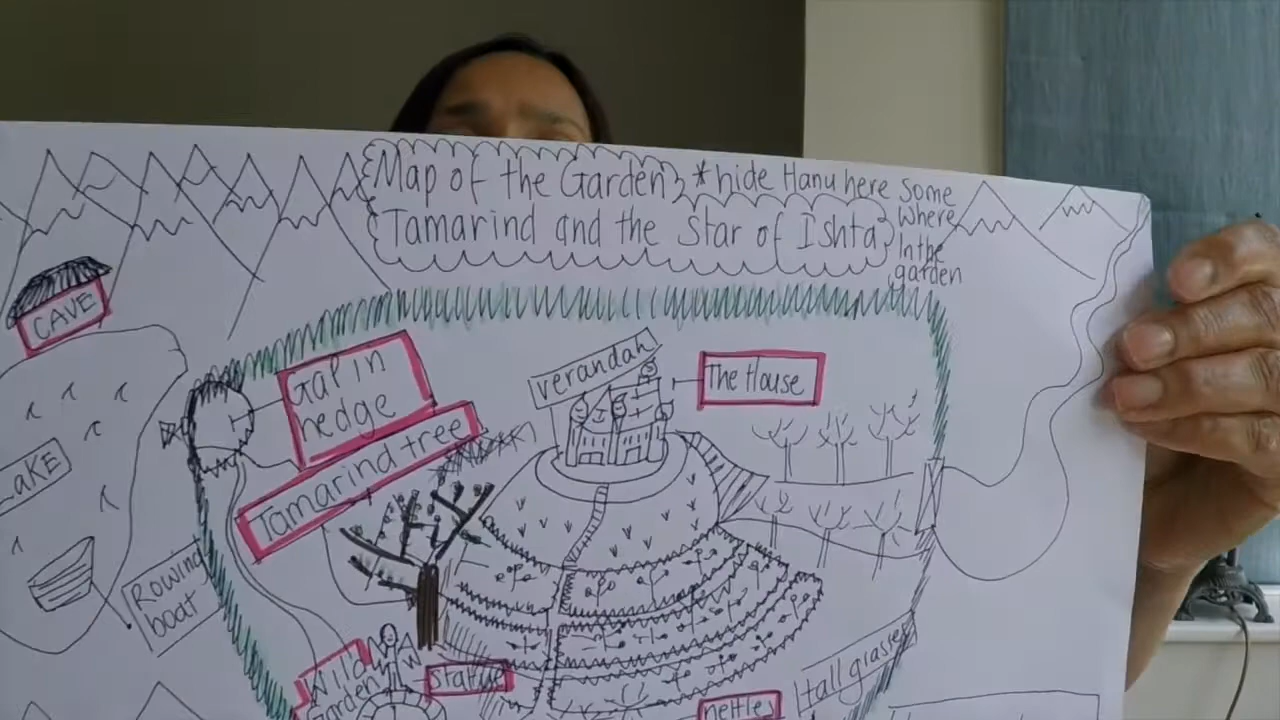 Map of the Garden
Tamarind and the Star of Ishta
*hide Hanu here some
where
In the
garden
CAVE
Gap in
hedge
verandah
The House
Tamarind tree
LAKE
Rowing
boat
Wild
Garden
statue
tall grasses
nettles